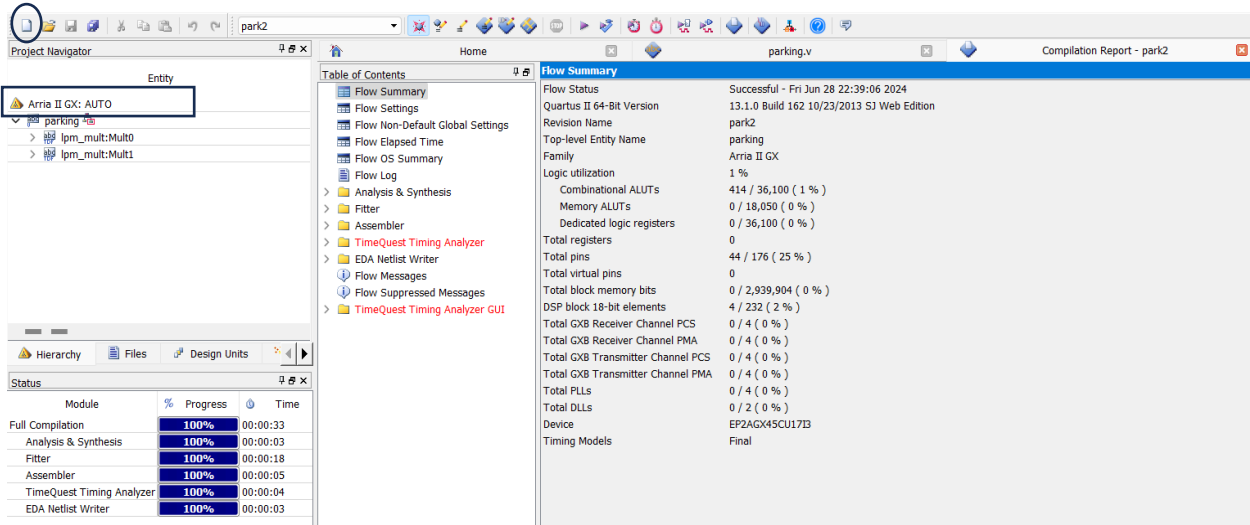 park2
Project Navigator
Entity
Arria II GX: AUTO
parking
lpm_mult:Mult0
lpm_mult:Mult1
Hierarchy
Files
Design Units
Status
Module
% Progress
Time
Full Compilation 100% 00:00:33
Analysis & Synthesis 100% 00:00:03
Fitter 100% 00:00:18
Assembler 100% 00:00:05
TimeQuest Timing Analyzer 100% 00:00:04
EDA Netlist Writer 100% 00:00:03
Home
parking.v
Compilation Report - park2
Table of Contents
Flow Summary
Flow Settings
Flow Non-Default Global Settings
Flow Elapsed Time
Flow OS Summary
Flow Log
Analysis & Synthesis
Fitter
Assembler
TimeQuest Timing Analyzer
EDA Netlist Writer
Flow Messages
Flow Suppressed Messages
TimeQuest Timing Analyzer GUI
Flow Summary
Flow Status Successful - Fri Jun 28 22:39:06 2024
Quartus II 64-Bit Version 13.1.0 Build 162 10/23/2013 SJ Web Edition
Revision Name park2
Top-level Entity Name parking
Family Arria II GX
Logic utilization 1 %
Combinational ALUTs 414 / 36,100 ( 1 % )
Memory ALUTs 0 / 18,050 ( 0 % )
Dedicated logic registers 0 / 36,100 ( 0 % )
Total registers 0
Total pins 44 / 176 ( 25 % )
Total virtual pins 0
Total block memory bits 0 / 2,939,904 ( 0 % )
DSP block 18-bit elements 4 / 232 ( 2 % )
Total GXB Receiver Channel PCS 0 / 4 ( 0 % )
Total GXB Receiver Channel PMA 0 / 4 ( 0 % )
Total GXB Transmitter Channel PCS 0 / 4 ( 0 % )
Total GXB Transmitter Channel PMA 0 / 4 ( 0 % )
Total PLLs 0 / 4 ( 0 % )
Total DLLs 0 / 2 ( 0 % )
Device EP2AGX45CU17I3
Timing Models Final